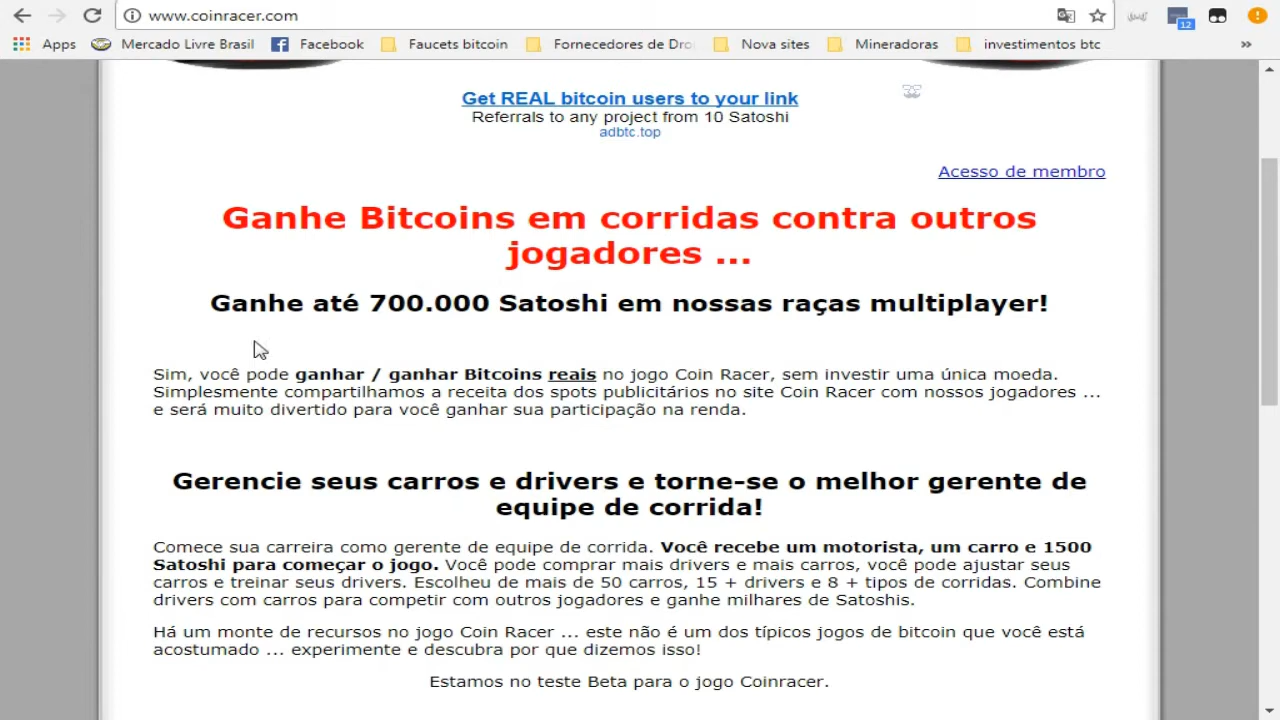 www.coinracer.com
12
Apps Mercado Livre Brasil Facebook Faucets bitcoin Fornecedores de Dro Nova sites Mineradoras investimentos btc »
Get REAL bitcoin users to your link
Referrals to any project from 10 Satoshi
adbtc.top
Acesso de membro
Ganhe Bitcoins em corridas contra outros
jogadores ...
Ganhe até 700.000 Satoshi em nossas raças multiplayer!
Sim, você pode ganhar / ganhar Bitcoins reais no jogo Coin Racer, sem investir uma única moeda.
Simplesmente compartilhamos a receita dos spots publicitários no site Coin Racer com nossos jogadores ...
e será muito divertido para você ganhar sua participação na renda.
Gerencie seus carros e drivers e torne-se o melhor gerente de
equipe de corrida!
Comece sua carreira como gerente de equipe de corrida. Você recebe um motorista, um carro e 1500
Satoshi para começar o jogo. Você pode comprar mais drivers e mais carros, você pode ajustar seus
carros e treinar seus drivers. Escolheu de mais de 50 carros, 15 + drivers e 8 + tipos de corridas. Combine
drivers com carros para competir com outros jogadores e ganhe milhares de Satoshis.
Há um monte de recursos no jogo Coin Racer ... este não é um dos típicos jogos de bitcoin que você está
acostumado ... experimente e descubra por que dizemos isso!
Estamos no teste Beta para o jogo Coinracer.